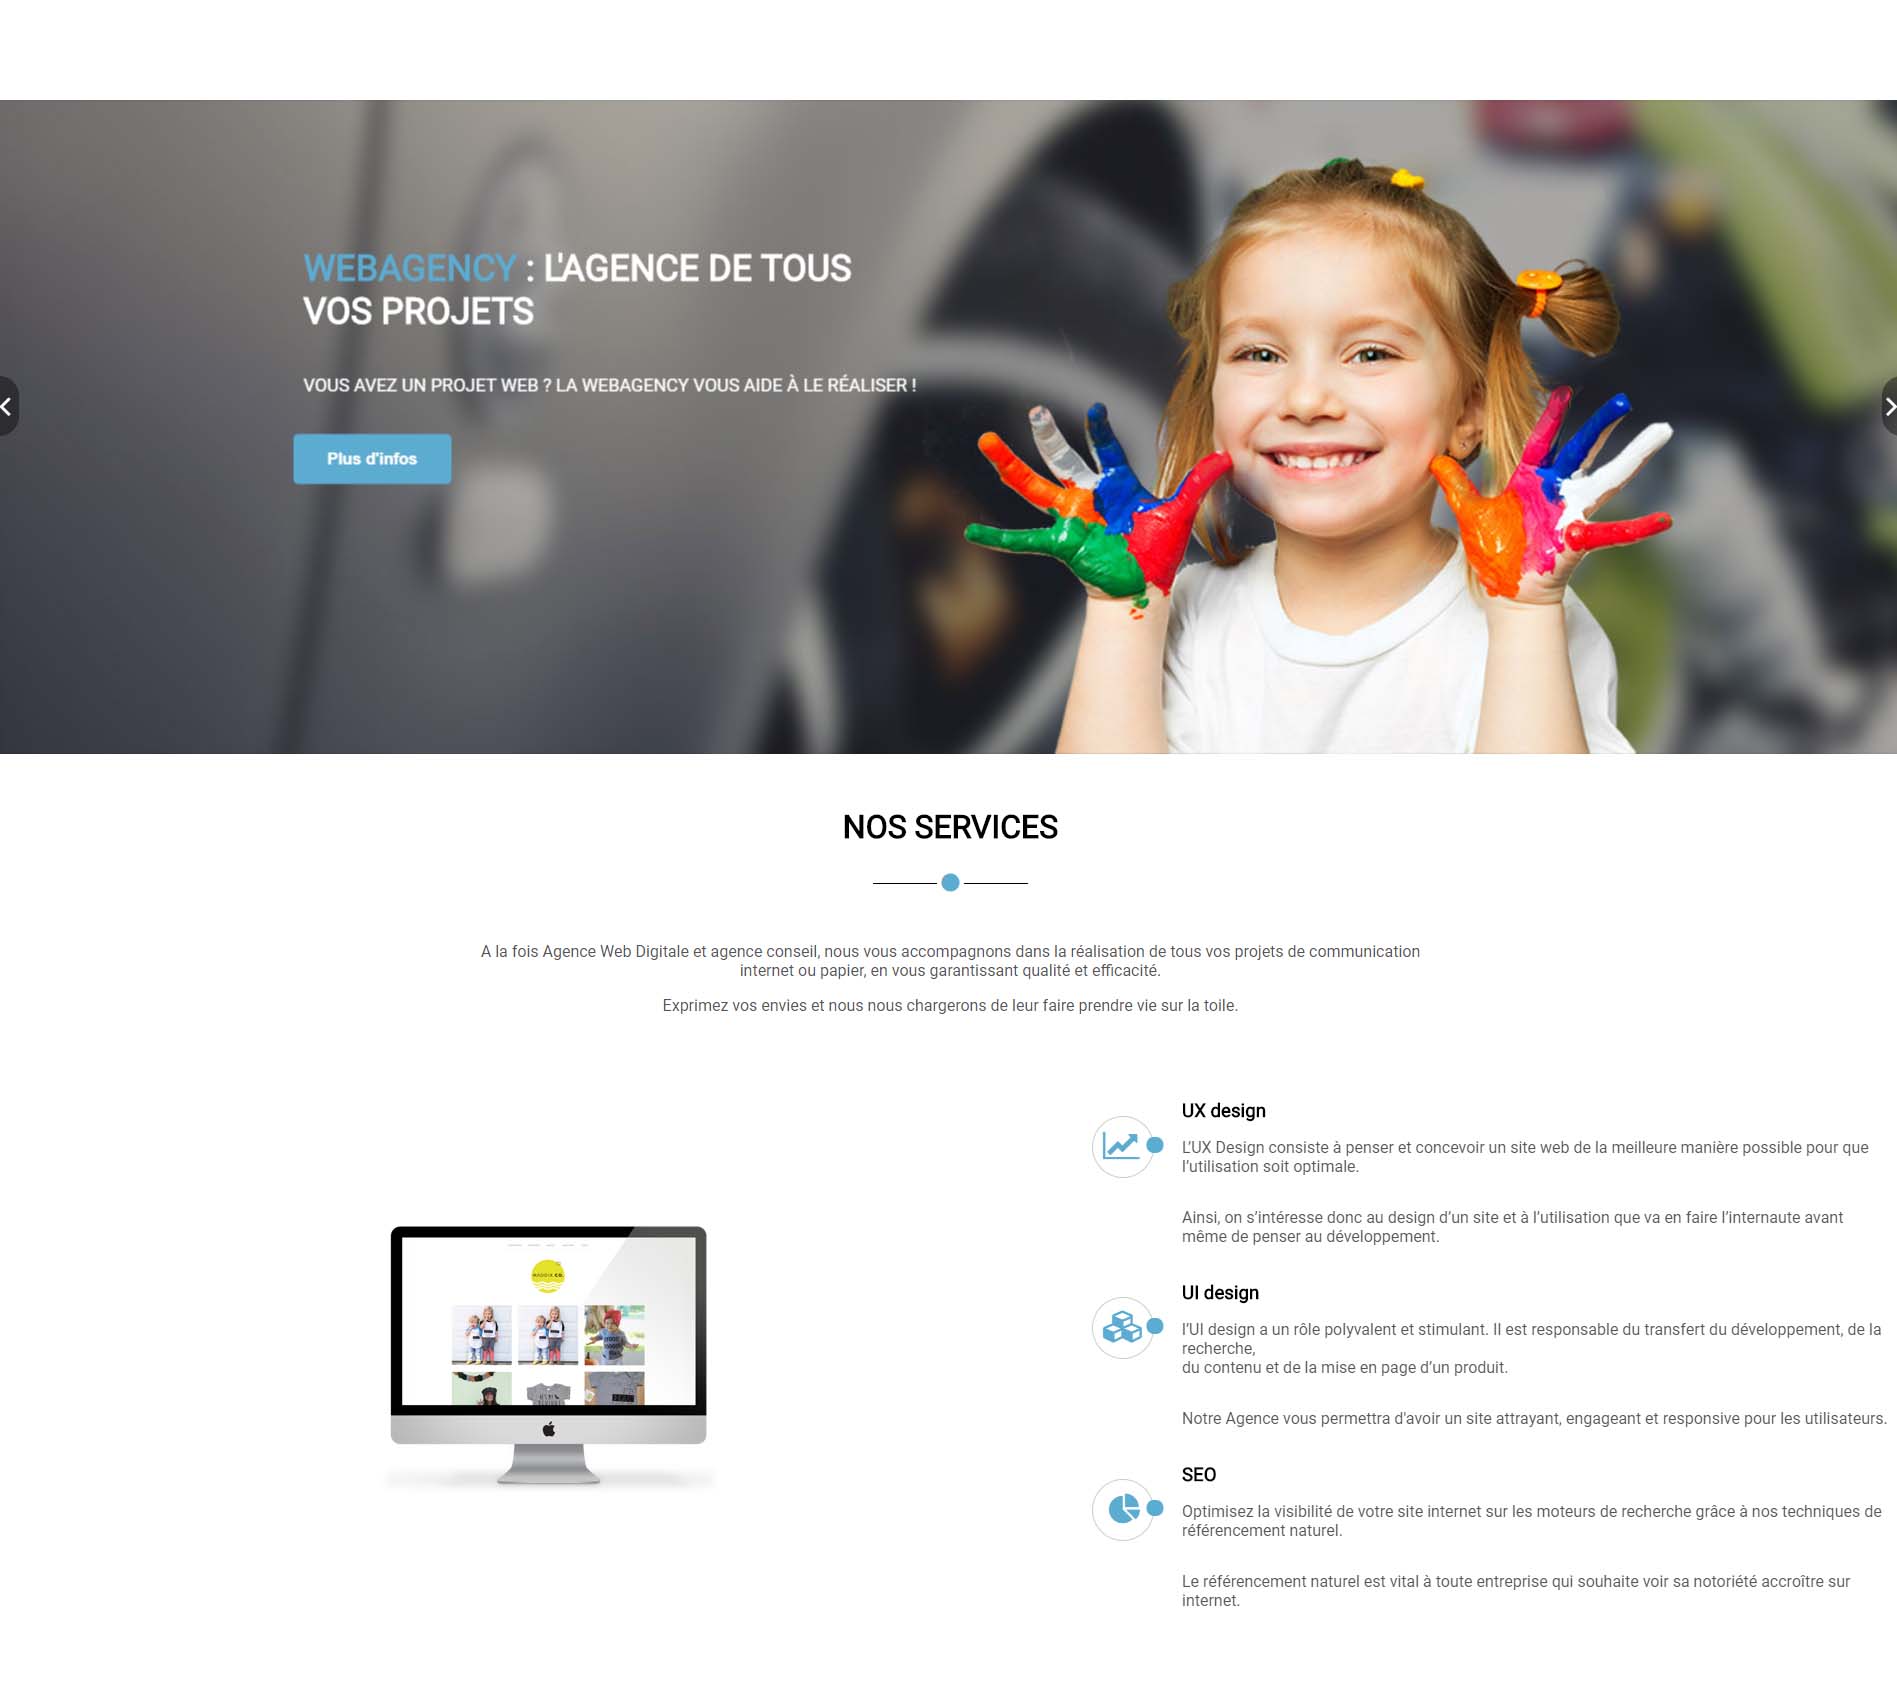 WEBAGENCY : L'AGENCE DE TOUS
VOS PROJETS
VOUS AVEZ UN PROJET WEB ? LA WEBAGENCY VOUS AIDE À LE RÉALISER !
Plus d'infos
NOS SERVICES
A la fois Agence Web Digitale et agence conseil, nous vous accompagnons dans la réalisation de tous vos projets de communication
internet ou papier, en vous garantissant qualité et efficacité.
Exprimez vos envies et nous nous chargerons de leur faire prendre vie sur la toile.
UX design
L’UX Design consiste à penser et concevoir un site web de la meilleure manière possible pour que
l’utilisation soit optimale.
Ainsi, on s’intéresse donc au design d’un site et à l’utilisation que va en faire l’internaute avant
même de penser au développement.
UI design
l’UI design a un rôle polyvalent et stimulant. Il est responsable du transfert du développement, de la
recherche,
du contenu et de la mise en page d’un produit.
Notre Agence vous permettra d'avoir un site attrayant, engageant et responsive pour les utilisateurs.
SEO
Optimisez la visibilité de votre site internet sur les moteurs de recherche grâce à nos techniques de
référencement naturel.
Le référencement naturel est vital à toute entreprise qui souhaite voir sa notoriété accroître sur
internet.